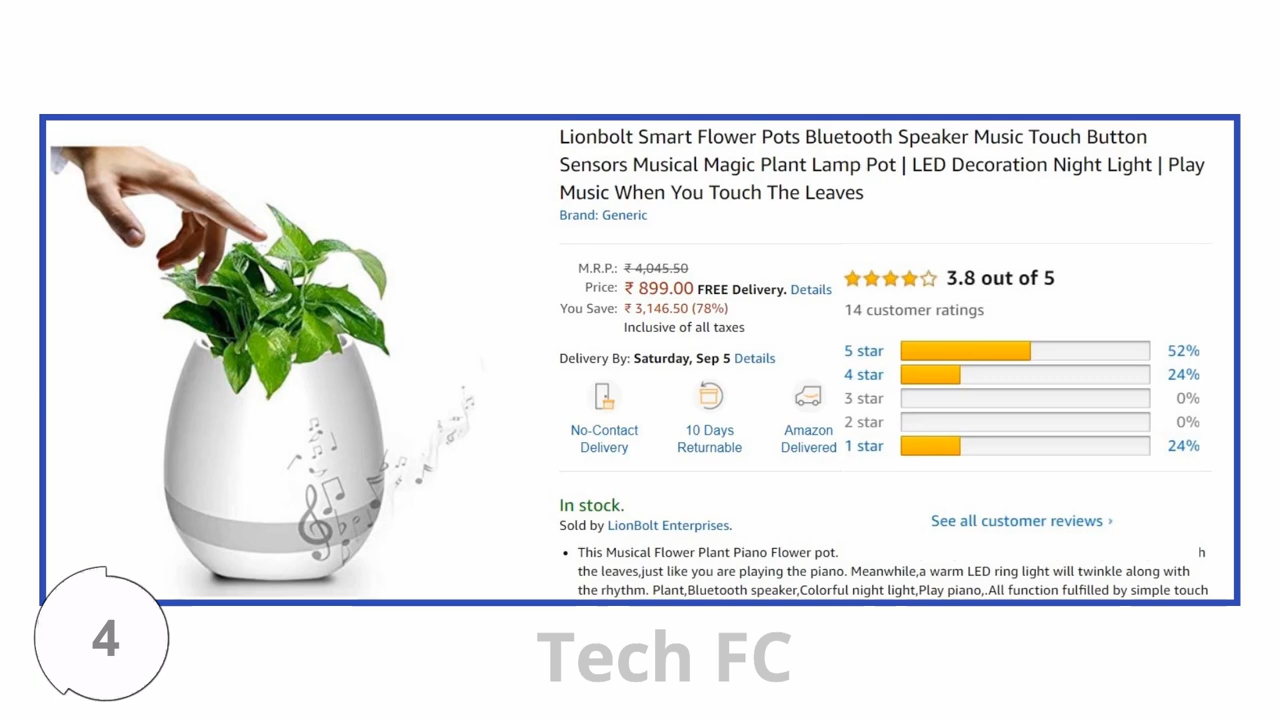 Lionbolt Smart Flower Pots Bluetooth Speaker Music Touch Button
Sensors Musical Magic Plant Lamp Pot | LED Decoration Night Light | Play
Music When You Touch The Leaves
Brand: Generic
M.R.P.: ₹ 4,045.50
Price: ₹ 899.00 FREE Delivery. Details
You Save: ₹ 3,146.50 (78%)
Inclusive of all taxes
Delivery By: Saturday, Sep 5 Details
No-Contact
Delivery
10 Days
Returnable
Amazon
Delivered
3.8 out of 5
14 customer ratings
5 star 52%
4 star 24%
3 star 0%
2 star 0%
1 star 24%
In stock.
Sold by LionBolt Enterprises.
See all customer reviews ›
• This Musical Flower Plant Piano Flower pot. h
the leaves,just like you are playing the piano. Meanwhile,a warm LED ring light will twinkle along with
the rhythm. Plant,Bluetooth speaker,Colorful night light,Play piano,.All function fulfilled by simple touch
4
Tech FC